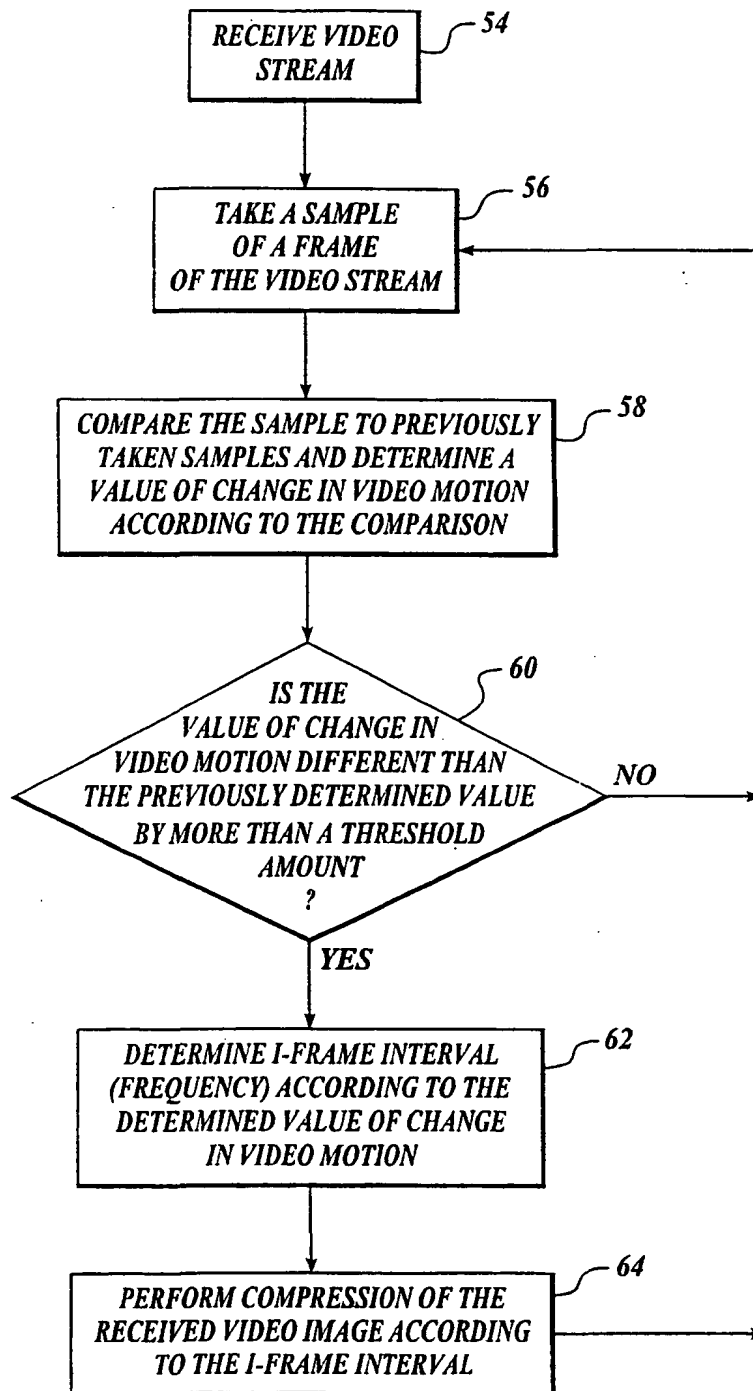 RECEIVE VIDEO
STREAM
54
TAKE A SAMPLE
OF A FRAME
OF THE VIDEO STREAM
56
COMPARE THE SAMPLE TO PREVIOUSLY
TAKEN SAMPLES AND DETERMINE A
VALUE OF CHANGE IN VIDEO MOTION
ACCORDING TO THE COMPARISON
58
IS THE
VALUE OF CHANGE IN
VIDEO MOTION DIFFERENT THAN
THE PREVIOUSLY DETERMINED VALUE
BY MORE THAN A THRESHOLD
AMOUNT
?
60
NO
YES
DETERMINE I-FRAME INTERVAL
(FREQUENCY) ACCORDING TO THE
DETERMINED VALUE OF CHANGE
IN VIDEO MOTION
62
PERFORM COMPRESSION OF THE
RECEIVED VIDEO IMAGE ACCORDING
TO THE I-FRAME INTERVAL
64